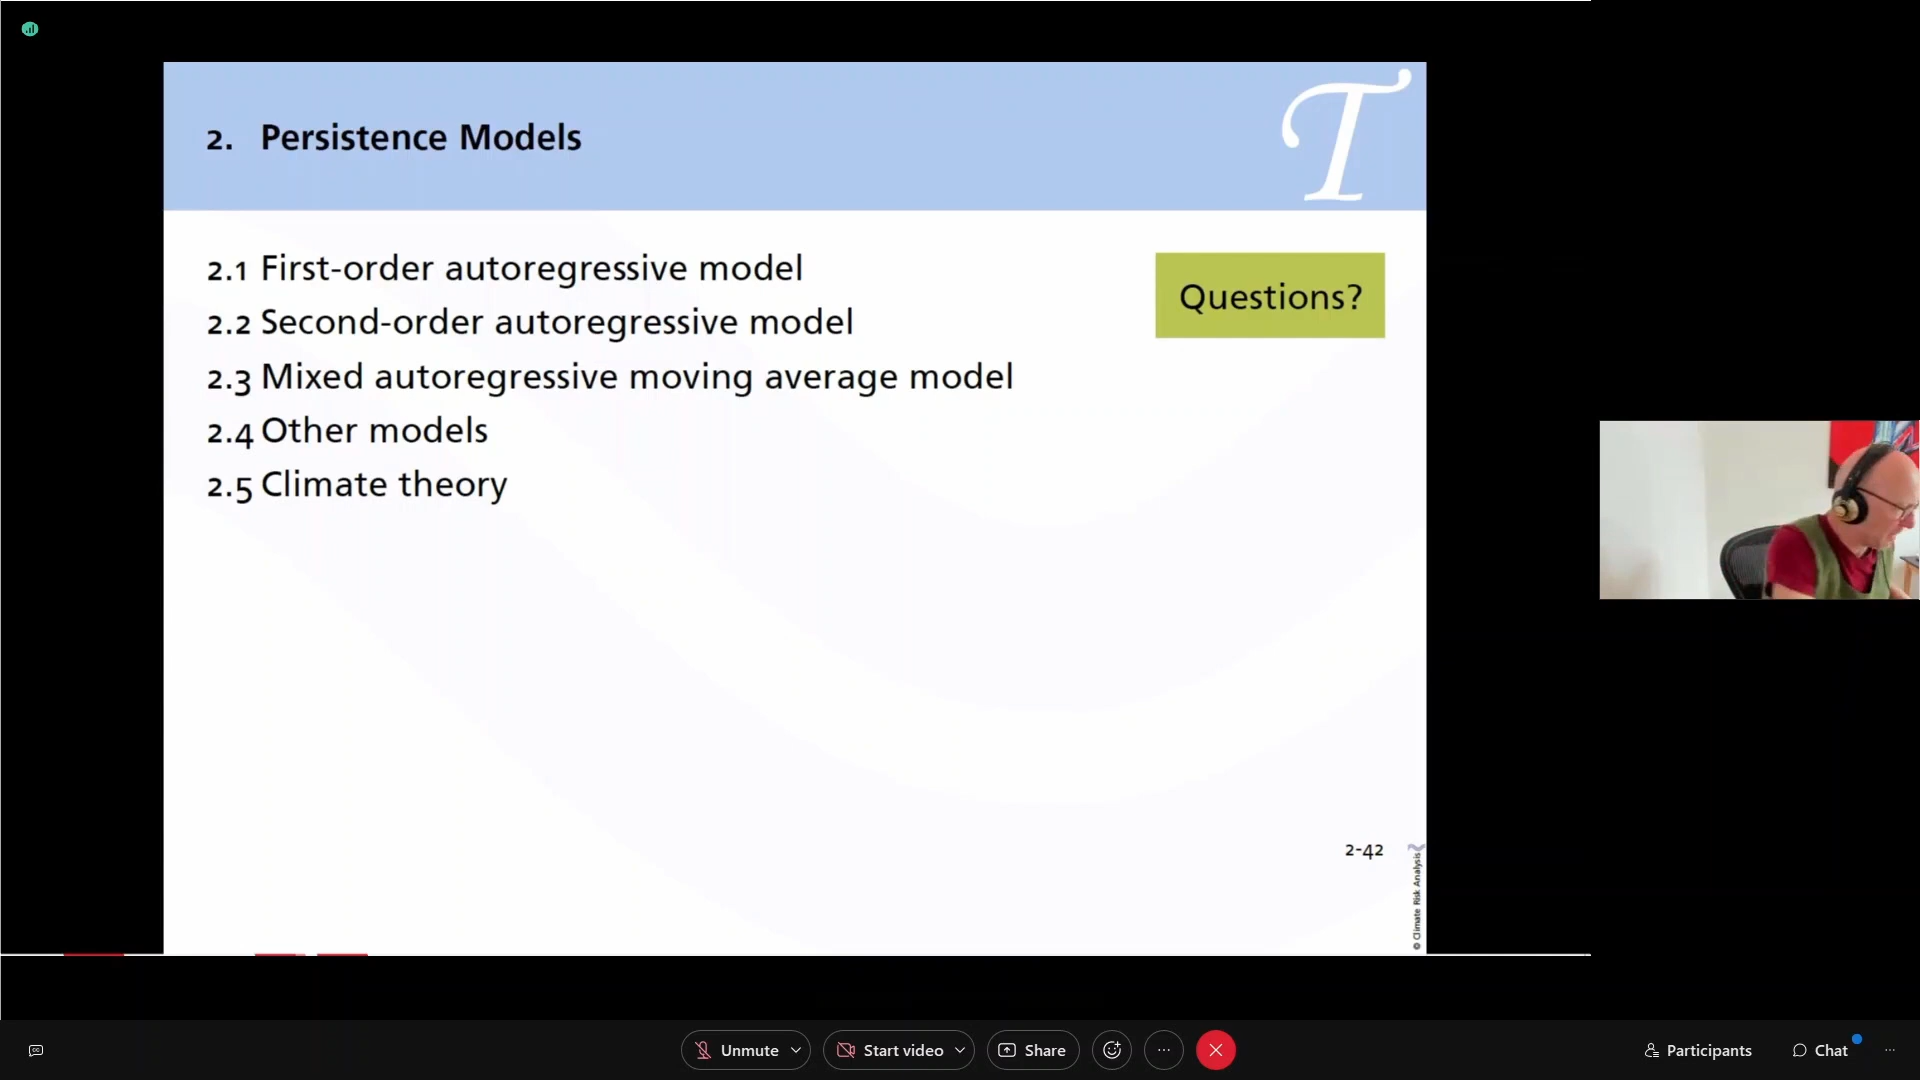 2. Persistence Models
T
2.1 First-order autoregressive model
2.2 Second-order autoregressive model
2.3 Mixed autoregressive moving average model
2.4 Other models
2.5 Climate theory
Questions?
2-42
© Climate Risk Analysis
Unmute
Start video
Share
Participants
Chat